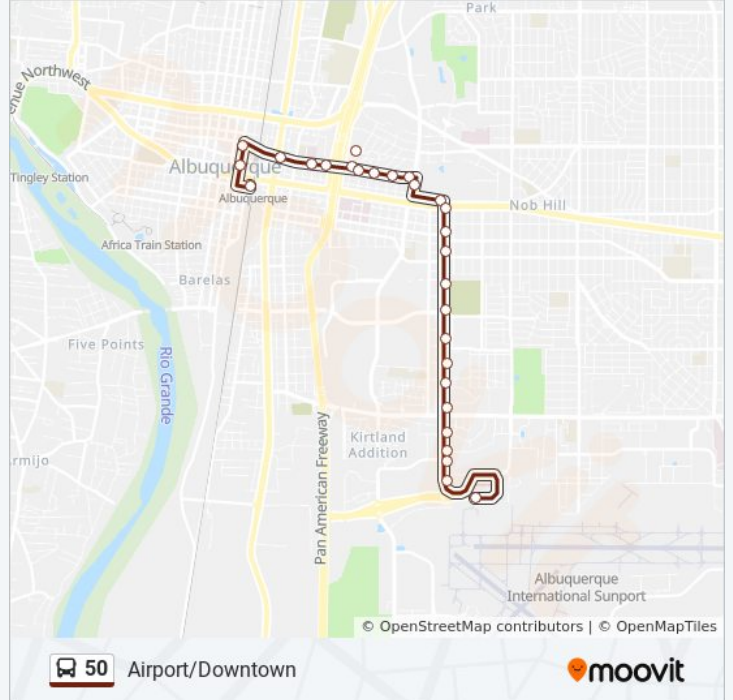 Park
enue Northwest
Albuquerque
Tingley Station
Albuquerque
Nob Hill
Africa Train Station
Barelas
Five Points
Rio Grande
Kirtland
Addition
rmijo
Pan American Freeway
Albuquerque
International Sunport
© OpenStreetMap contributors | © OpenMapTiles
50 Airport/Downtown
moovit